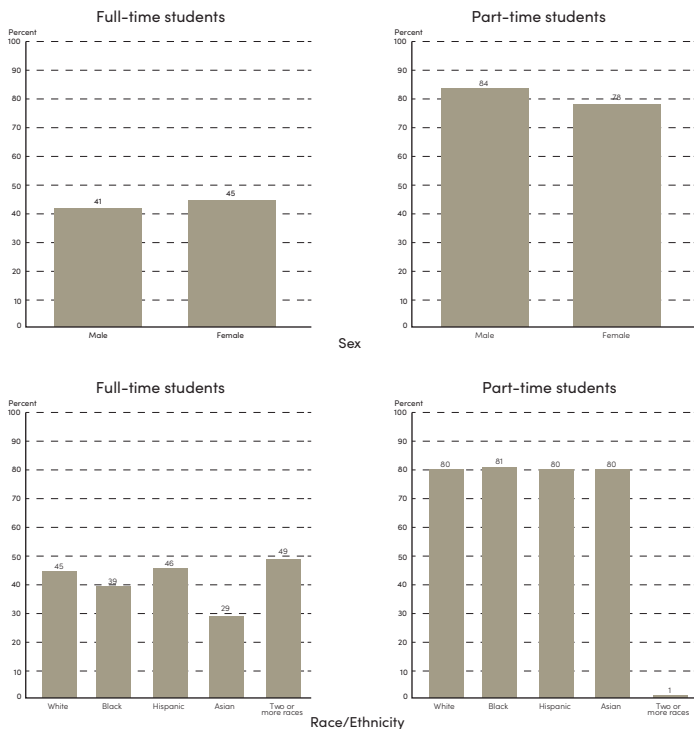 Full-time students
Percent
100
90
80
70
60
50
40
30
20
10
0
41
45
Male
Female
Part-time students
Percent
100
90
80
70
60
50
40
30
20
10
0
84
78
Male
Female
Sex
Full-time students
Percent
100
90
80
70
60
50
40
30
20
10
0
45
39
46
29
49
White
Black
Hispanic
Asian
Two or
more races
Part-time students
Percent
100
90
80
70
60
50
40
30
20
10
0
80
81
80
80
1
White
Black
Hispanic
Asian
Two or
more races
Race/Ethnicity